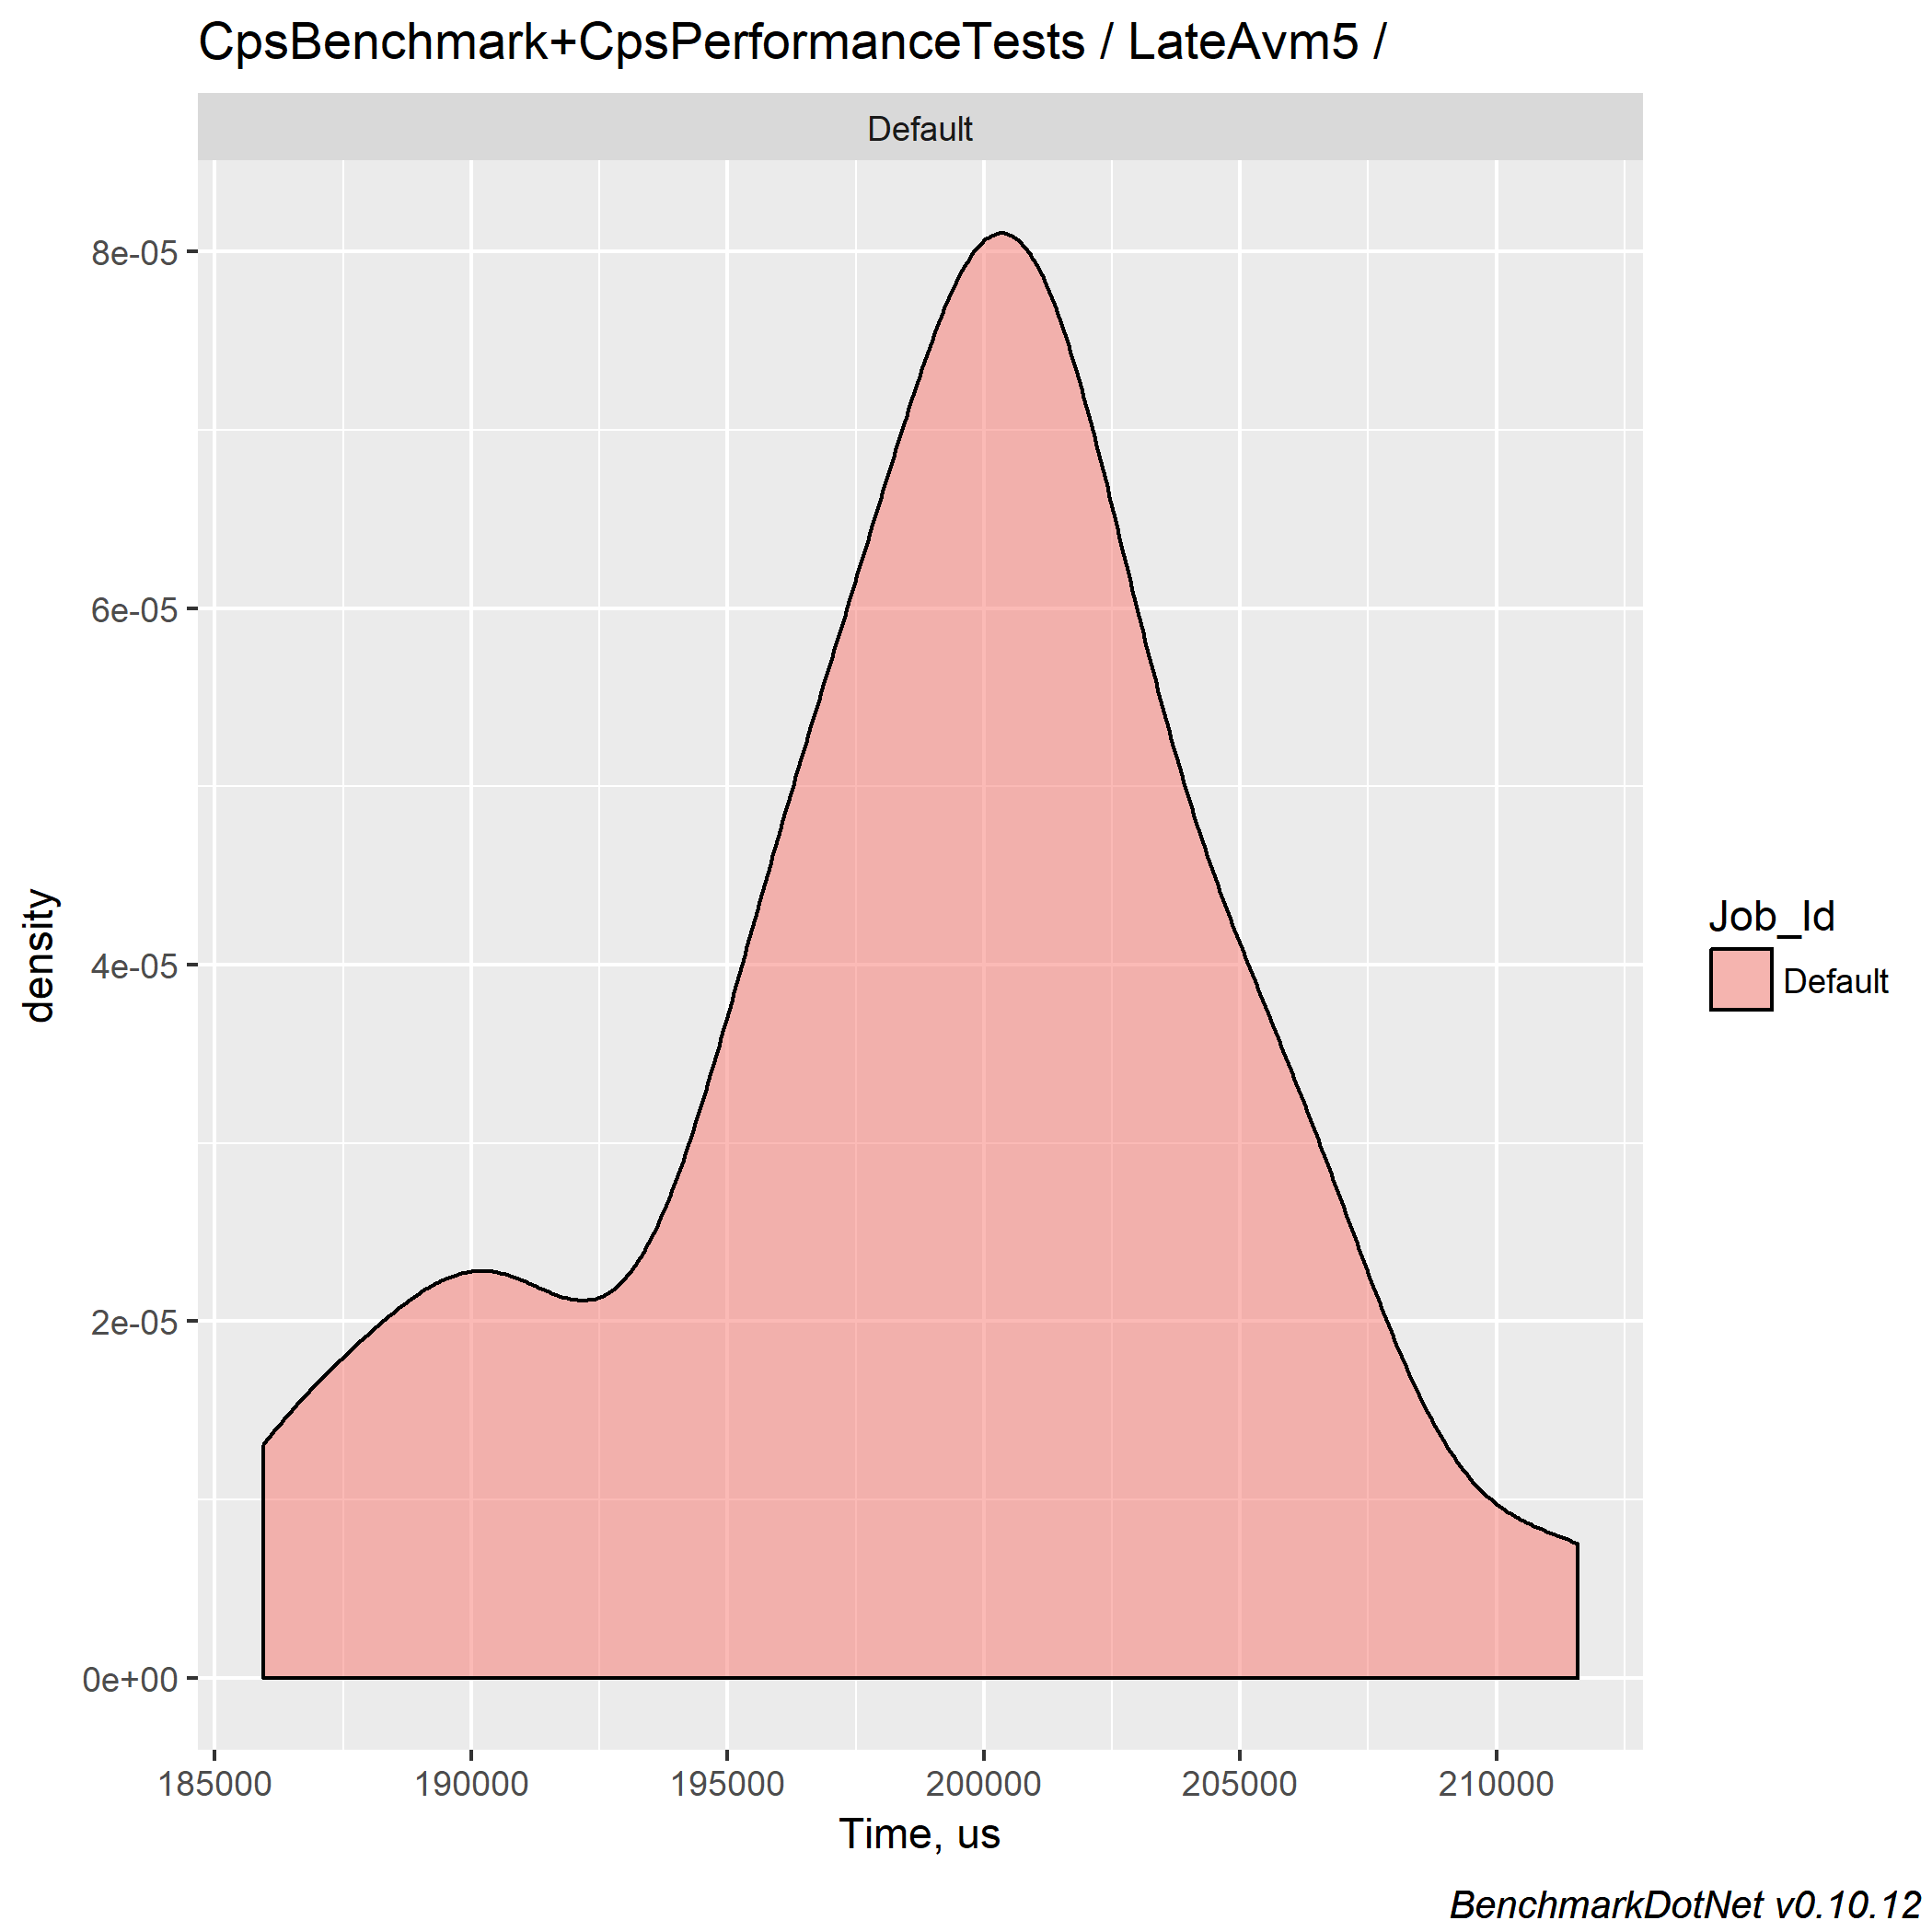 CpsBenchmark+CpsPerformanceTests / LateAvm5 /
Default
8e-05
6e-05
4e-05
2e-05
0e+00
density
185000 190000 195000 200000 205000 210000
Time, us
Job_Id
Default
BenchmarkDotNet v0.10.12